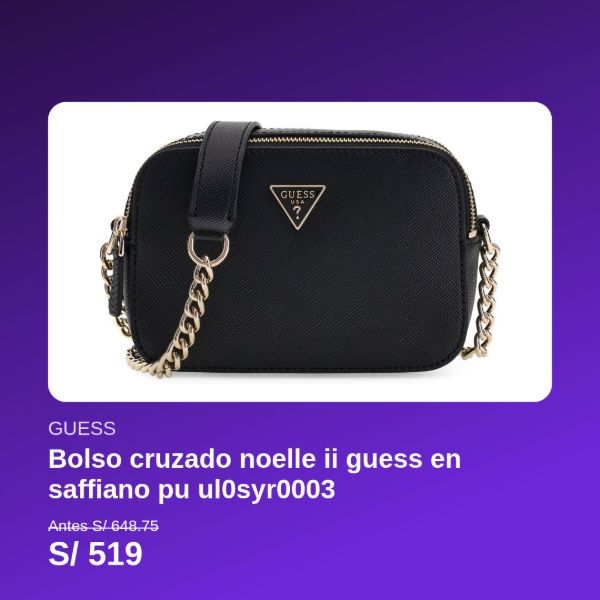 GUESS
USA
?
GUESS
Bolso cruzado noelle ii guess en
saffiano pu ul0syr0003
Antes S/ 648.75
S/ 519